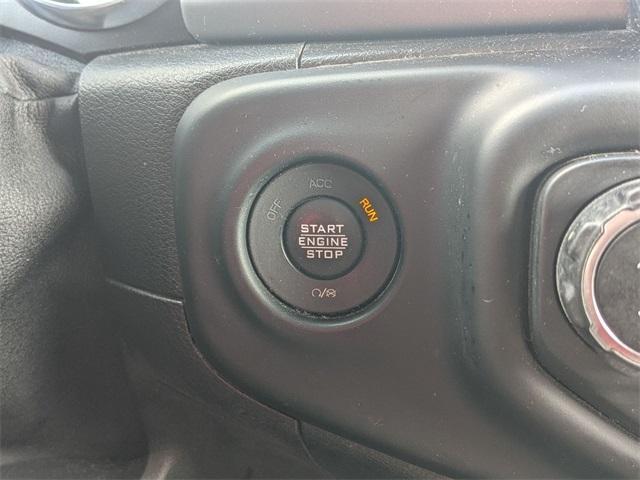 OFF
ACC
RUN
START
ENGINE
STOP